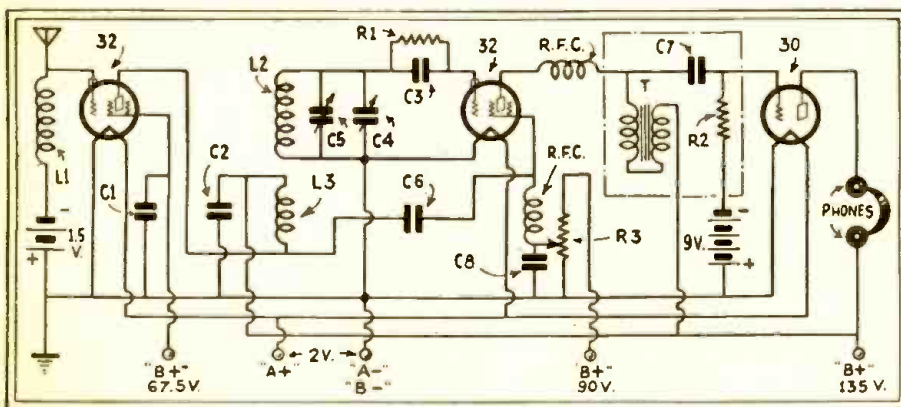 32
R1
32
R.F.C.
C7
30
L2
C3
T
C5
C4
R2
L1
C1
C2
L3
C6
R.F.C.
R3
PHONES
-
1.5
V.
+
C8
-
9V.
+
"B+"
67.5V.
"A+"
2V.
"A-"
"B-"
"B+"
90V.
"B+"
135 V.